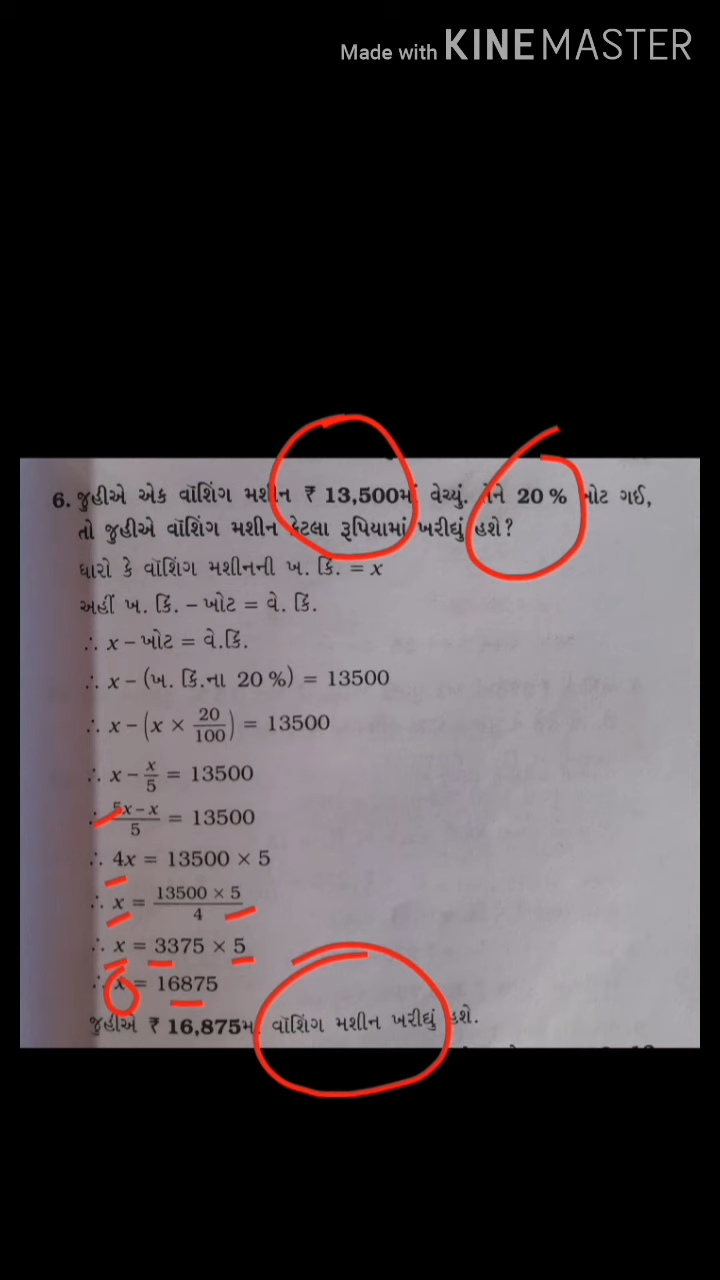 Made with KINEMASTER
6. જુહીએ એક વૉશિંગ મશીન ₹ 13,500માં વેચ્યું. તેને 20 % ખોટ ગઈ,
તો જુહીએ વૉશિંગ મશીન કેટલા રૂપિયામાં ખરીદ્યું હશે?
ધારો કે વૉશિંગ મશીનની ખ. કિં. = x
અહીં ખ. કિં. – ખોટ = વે. કિં.
∴ x – ખોટ = વે.કિં.
∴ x – (ખ. કિં.ના 20 %) = 13500
∴ x – (x × 20/100) = 13500
∴ x – x/5 = 13500
∴ 5x – x/5 = 13500
∴ 4x = 13500 × 5
∴ x = 13500 × 5/4
∴ x = 3375 × 5
∴ x = 16875
જુહીએ ₹ 16,875માં વૉશિંગ મશીન ખરીદ્યું હશે.